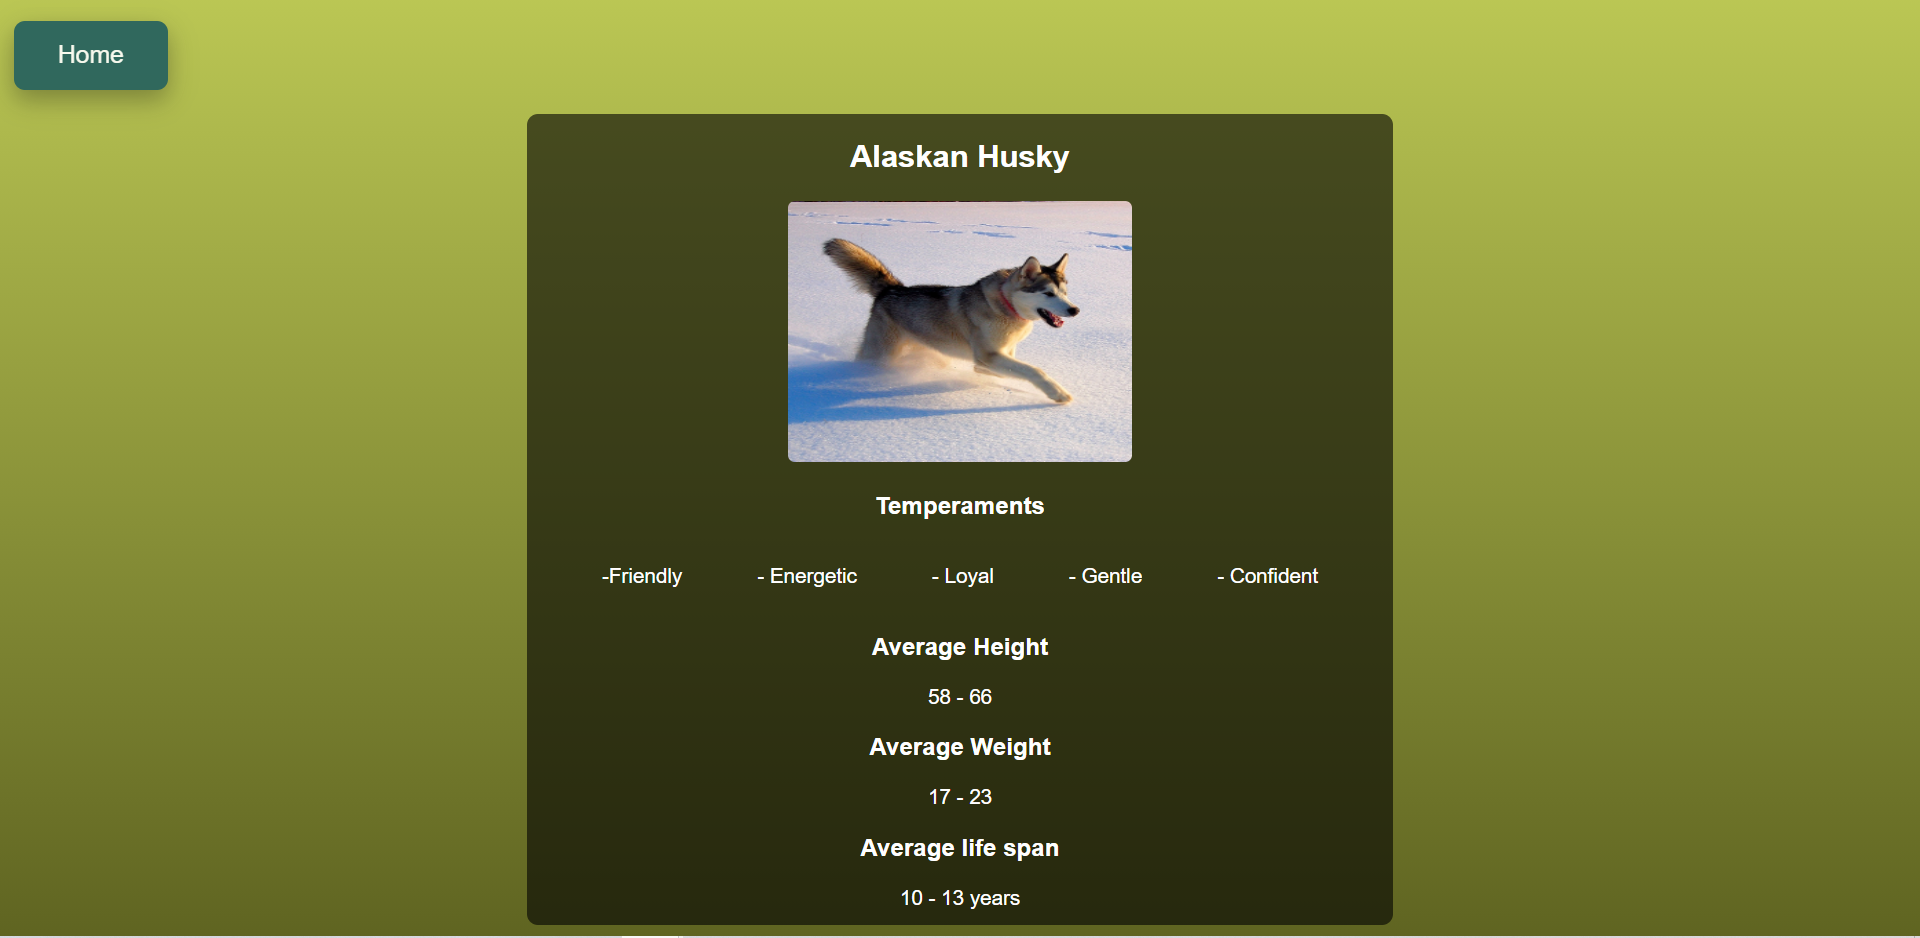 Home
Alaskan Husky
Temperaments
-Friendly - Energetic - Loyal - Gentle - Confident
Average Height
58 - 66
Average Weight
17 - 23
Average life span
10 - 13 years